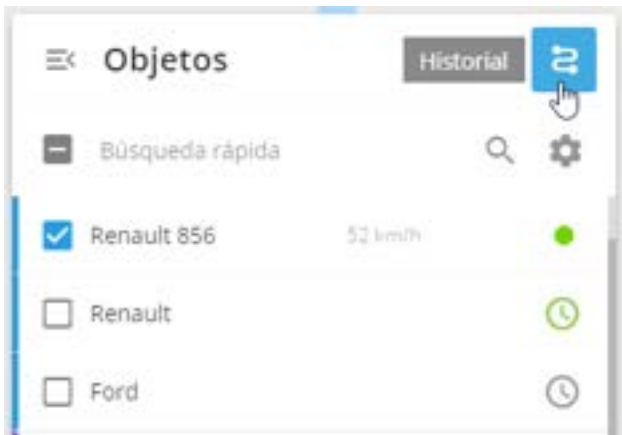 Objetos Historial
Búsqueda rápida
Renault 856 52 km/h
Renault
Ford